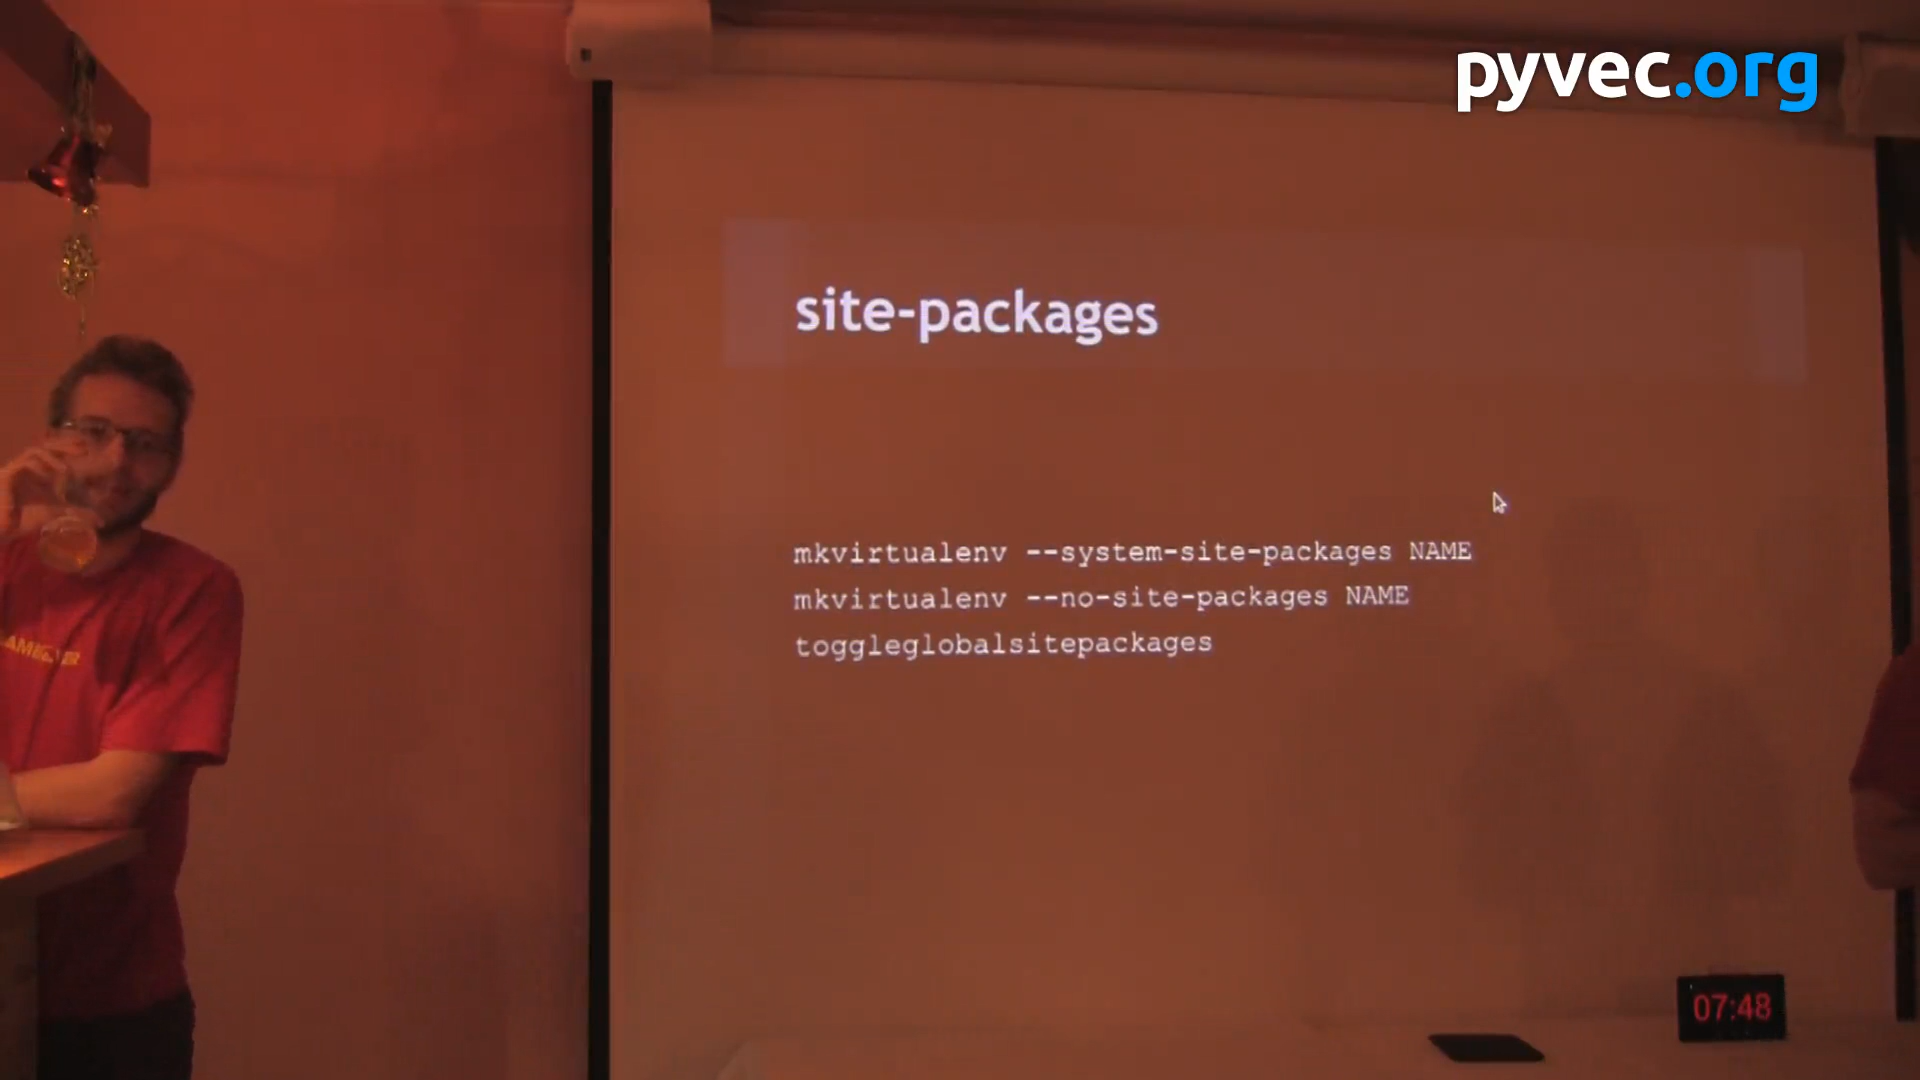 pyvec.org
site-packages
mkvirtualenv --system-site-packages NAME
mkvirtualenv --no-site-packages NAME
toggleglobalsitepackages
07:48